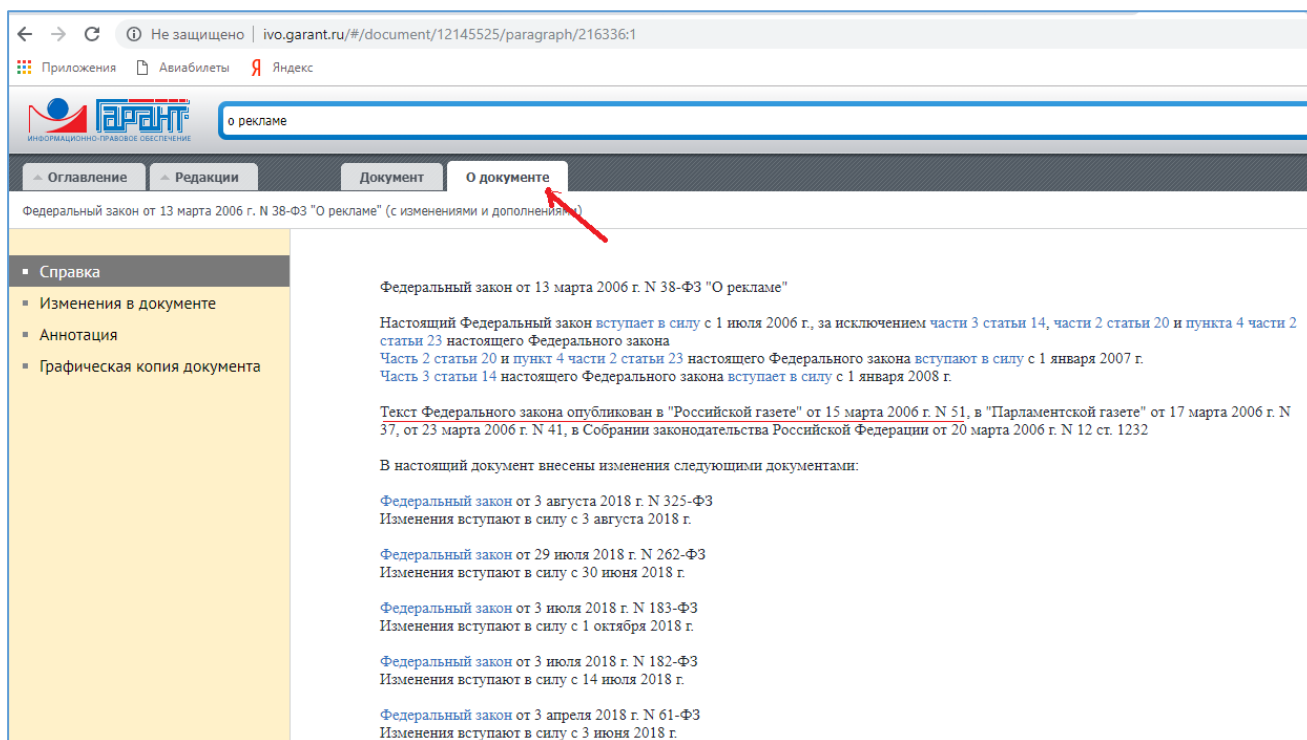 Не защищено | ivo.garant.ru/#/document/12145525/paragraph/216336:1
Приложения Авиабилеты Я Яндекс
ГАРАНТ
ИНФОРМАЦИОННО-ПРАВОВОЕ ОБЕСПЕЧЕНИЕ
о рекламе
Оглавление Редакции Документ О документе
Федеральный закон от 13 марта 2006 г. N 38-ФЗ "О рекламе" (с изменениями и дополнениями)
Справка
Изменения в документе
Аннотация
Графическая копия документа
Федеральный закон от 13 марта 2006 г. N 38-ФЗ "О рекламе"
Настоящий Федеральный закон вступает в силу с 1 июля 2006 г., за исключением части 3 статьи 14, части 2 статьи 20 и пункта 4 части 2
статьи 23 настоящего Федерального закона
Часть 2 статьи 20 и пункт 4 части 2 статьи 23 настоящего Федерального закона вступают в силу с 1 января 2007 г.
Часть 3 статьи 14 настоящего Федерального закона вступает в силу с 1 января 2008 г.
Текст Федерального закона опубликован в "Российской газете" от 15 марта 2006 г. N 51, в "Парламентской газете" от 17 марта 2006 г. N
37, от 23 марта 2006 г. N 41, в Собрании законодательства Российской Федерации от 20 марта 2006 г. N 12 ст. 1232
В настоящий документ внесены изменения следующими документами:
Федеральный закон от 3 августа 2018 г. N 325-ФЗ
Изменения вступают в силу с 3 августа 2018 г.
Федеральный закон от 29 июля 2018 г. N 262-ФЗ
Изменения вступают в силу с 30 июня 2018 г.
Федеральный закон от 3 июля 2018 г. N 183-ФЗ
Изменения вступают в силу с 1 октября 2018 г.
Федеральный закон от 3 июля 2018 г. N 182-ФЗ
Изменения вступают в силу с 14 июля 2018 г.
Федеральный закон от 3 апреля 2018 г. N 61-ФЗ
Изменения вступают в силу с 3 июня 2018 г.